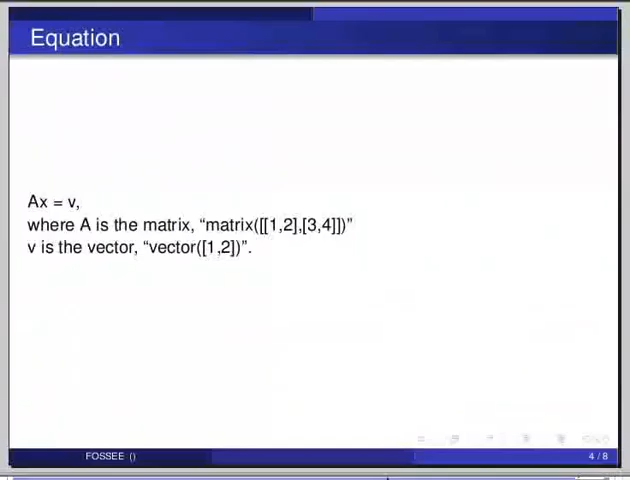 Equation
Ax = v,
where A is the matrix, “matrix([[1,2],[3,4]])”
v is the vector, “vector([1,2])”.
FOSSEE ()
4 / 8